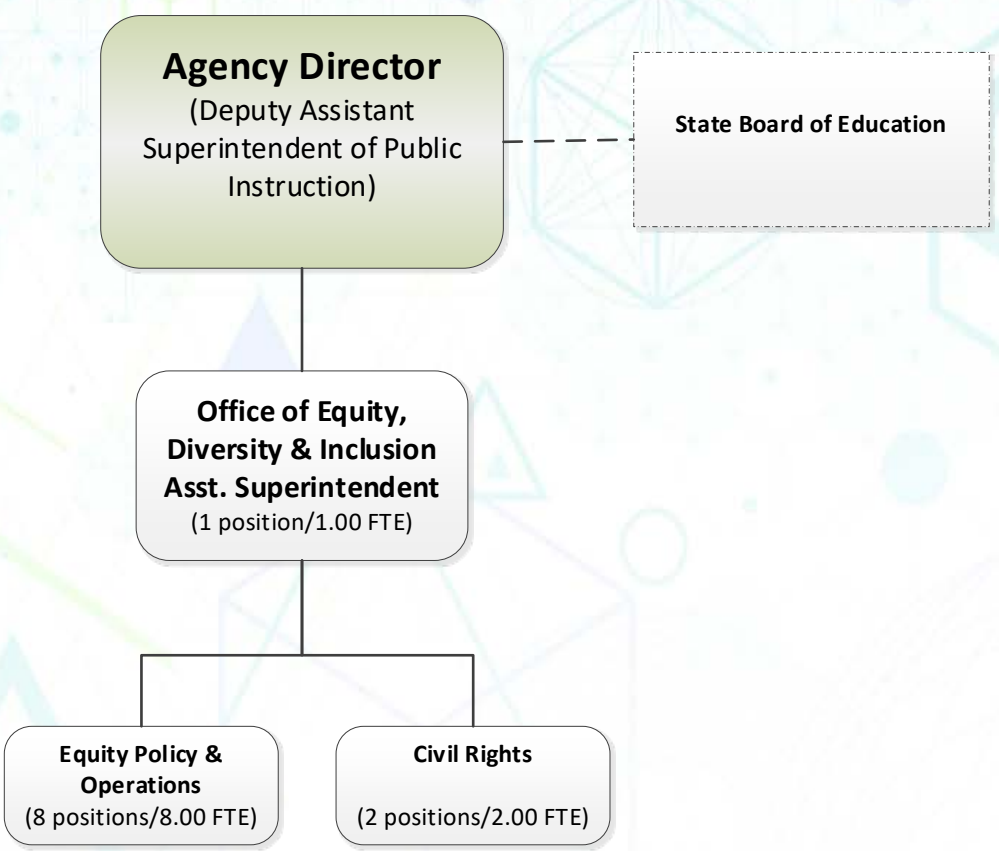 Agency Director
(Deputy Assistant
Superintendent of Public
Instruction)
State Board of Education
Office of Equity,
Diversity & Inclusion
Asst. Superintendent
(1 position/1.00 FTE)
Equity Policy &
Operations
(8 positions/8.00 FTE)
Civil Rights
(2 positions/2.00 FTE)